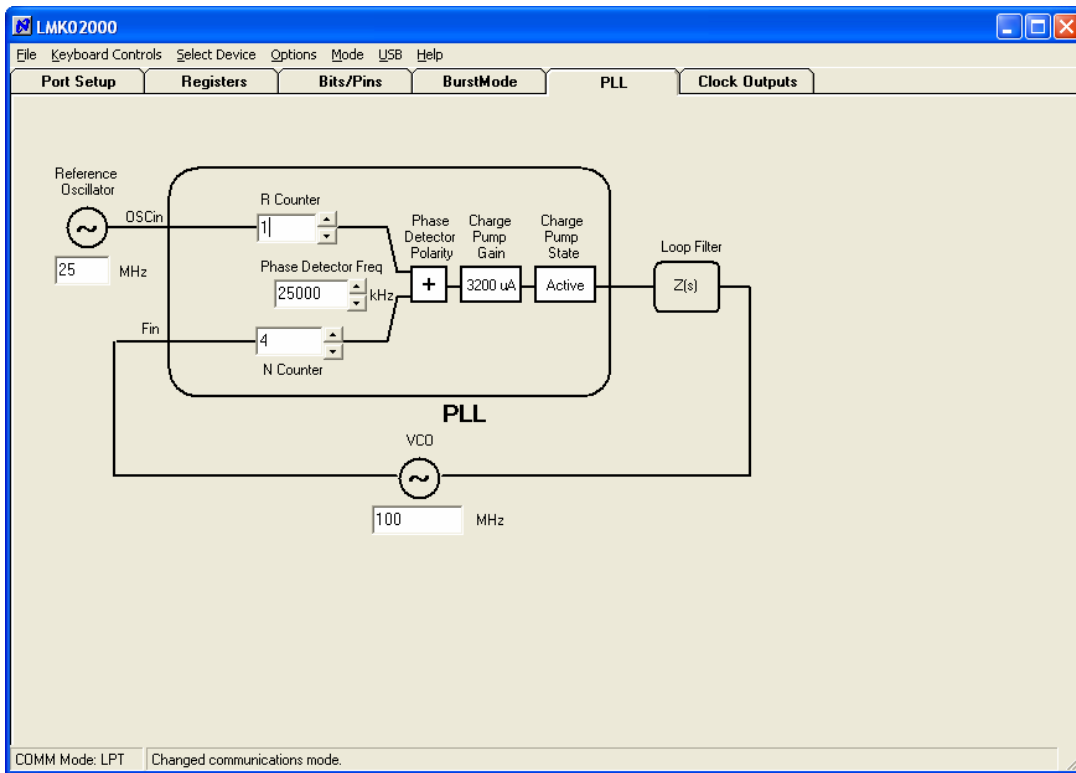 LMK02000
File Keyboard Controls Select Device Options Mode USB Help
Port Setup Registers Bits/Pins BurstMode PLL Clock Outputs
Reference
Oscillator
OSCin
25 MHz
R Counter
1
Phase Detector Freq
25000 kHz
Fin
4
N Counter
Phase
Detector
Polarity
+
Charge
Pump
Gain
3200 uA
Charge
Pump
State
Active
Loop Filter
Z(s)
PLL
VCO
~
100 MHz
COMM Mode: LPT Changed communications mode.